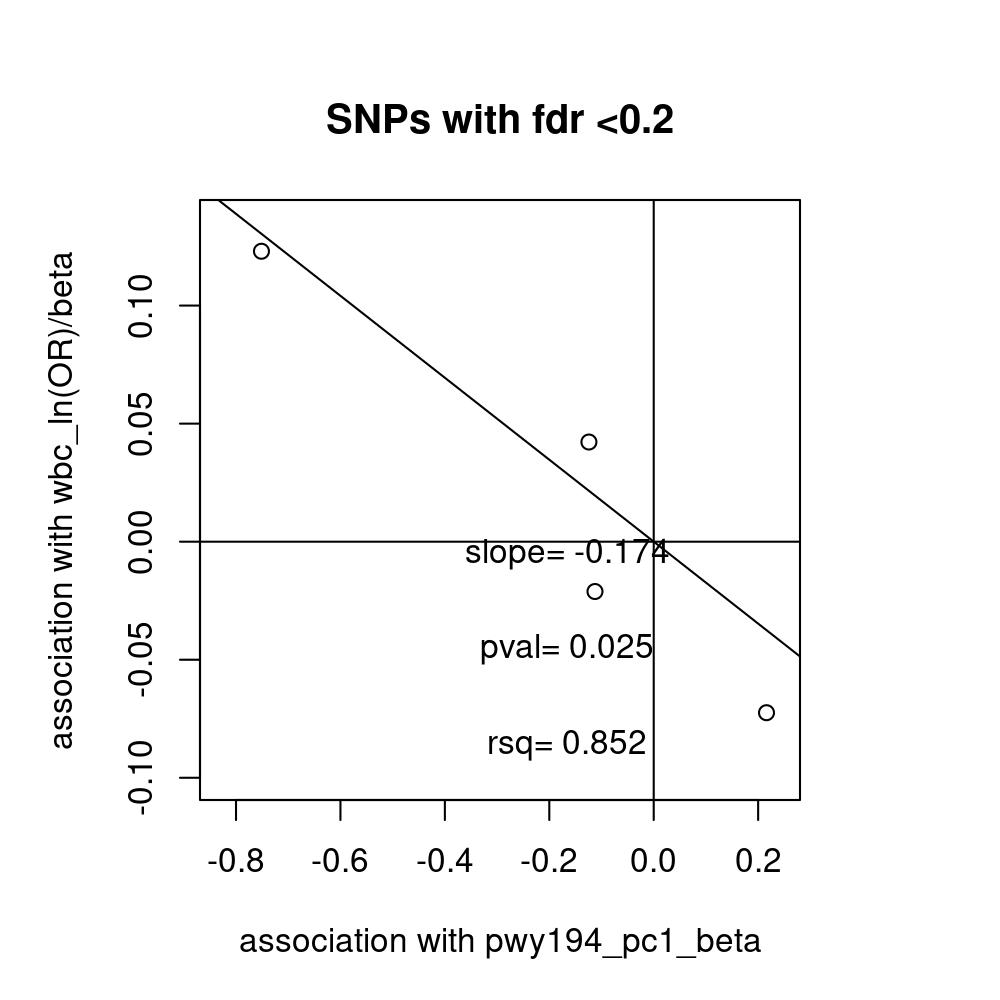 SNPs with fdr <0.2
association with wbc_ln(OR)/beta
0.10
0.05
0.00
-0.05
-0.10
slope= -0.174
pval= 0.025
rsq= 0.852
-0.8 -0.6 -0.4 -0.2 0.0 0.2
association with pwy194_pc1_beta